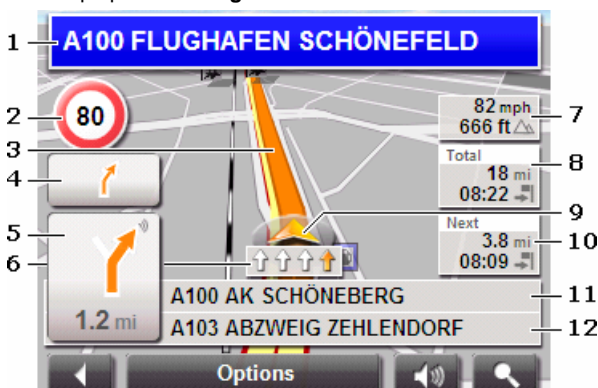 1
A100 FLUGHAFEN SCHÖNEFELD
2
80
82 mph
7
666 ft
3
Total
18 mi
8
08:22
4
9
5
Next
3.8 mi
10
08:09
6
1.2 mi
A100 AK SCHÖNEBERG
11
A103 ABZWEIG ZEHLENDORF
12
Options